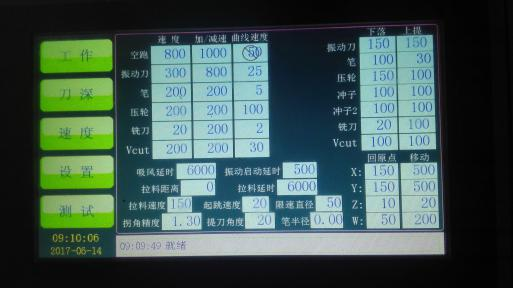 速度 加/减速 曲线速度 下落 上提
工作
空跑 800 1000 50
振动刀 150 150
刀深
振动刀 300 800 25
笔 100 30
笔 200 200 5
压轮 150 100
速度
压轮 200 200 100
冲子 100 100
冲子2 100 100
铣刀 20 200 2
铣刀 20 100
Vcut 200 200 30
Vcut 100 100
设置
回原点 移动
吸风延时 6000 振动启动延时 500
X: 150 500
拉料距离 0 拉料延时 6000
Y: 150 500
测试
拉料速度 150 起跳速度 20 限速直径 50
Z: 10 20
拐角精度 1.30 提刀角度 20 笔半径 0.00
W: 50 200
09:10:06
2017-06-14
09:09:49 就绪